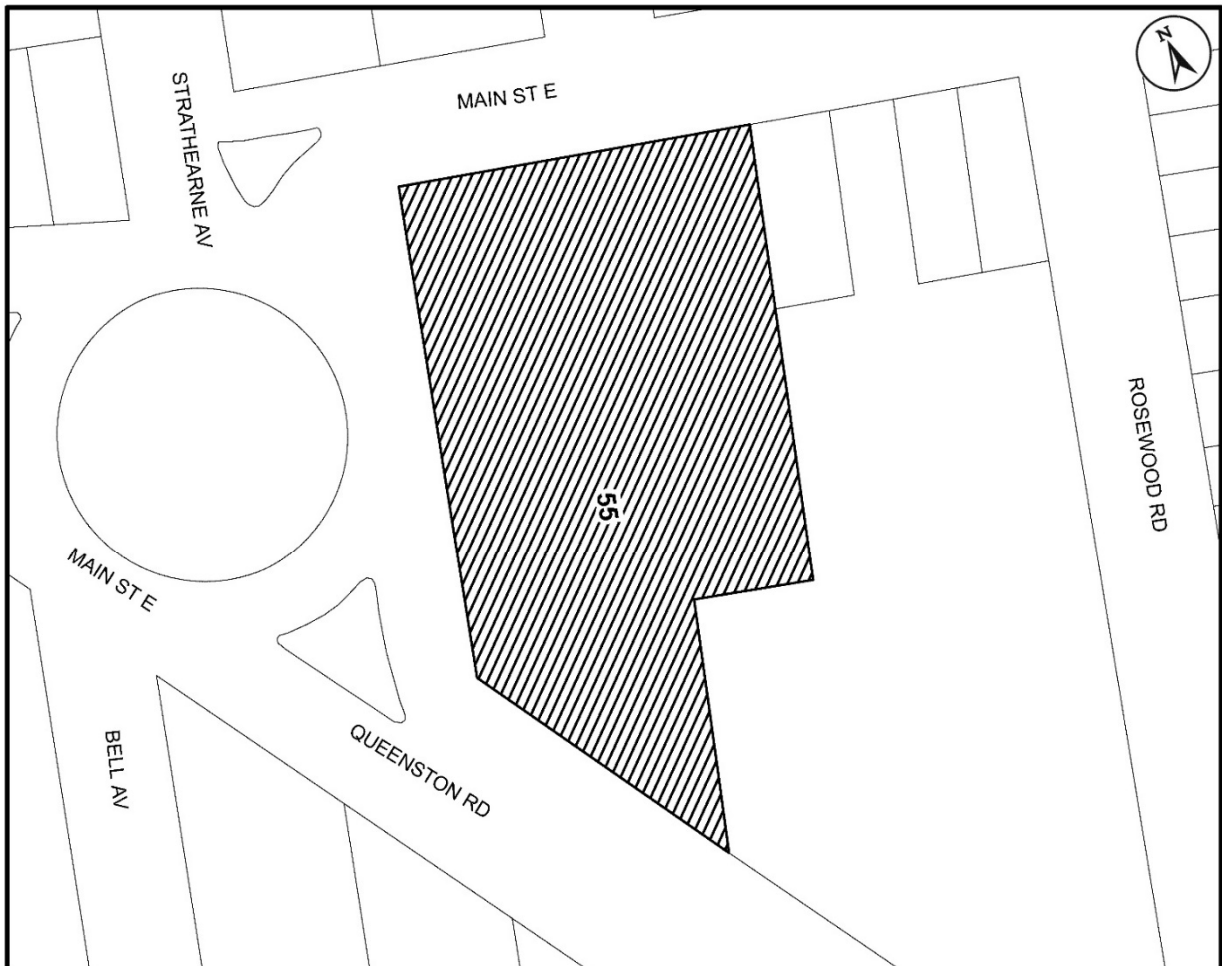 N
MAIN ST E
STRATHEARNE AV
55
ROSEWOOD RD
MAIN ST E
QUEENSTON RD
BELL AV